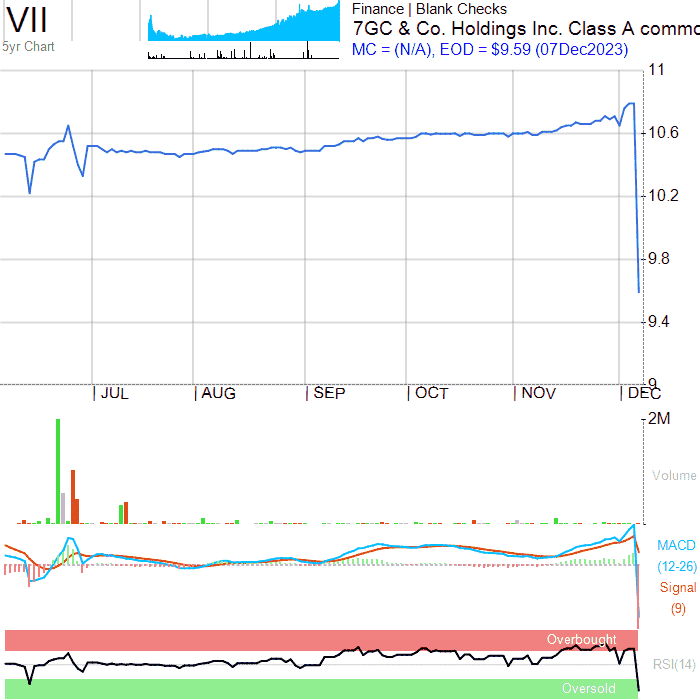 VII
5yr Chart
Finance | Blank Checks
7GC & Co. Holdings Inc. Class A commo
MC = (N/A), EOD = $9.59 (07Dec2023)
11
10.6
10.2
9.8
9.4
9
JUL AUG SEP OCT NOV DEC
2M
Volume
MACD
(12-26)
Signal
(9)
Overbought
RSI(14)
Oversold